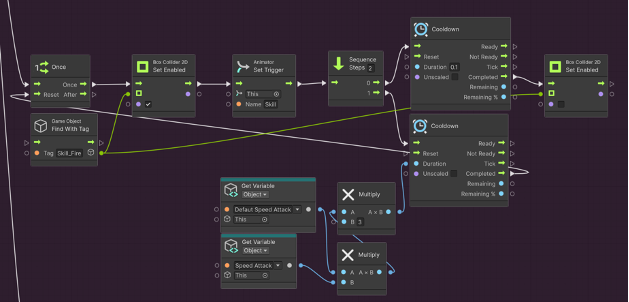 Once
Once
Reset After
Game Object
Find With Tag
Tag Skill_Fire
Box Collider 2D
Set Enabled
Animator
Set Trigger
This
Name Skill
Sequence
Steps 2
0
1
Cooldown
Ready
Reset Not Ready
Duration 0.1 Tick
Unscaled Completed
Remaining
Remaining %
Box Collider 2D
Set Enabled
Cooldown
Ready
Reset Not Ready
Duration Tick
Unscaled Completed
Remaining
Remaining %
Get Variable
Object
Defaut Speed Attack
This
Get Variable
Object
Speed Attack
This
Multiply
A A × B
B 3
Multiply
A A × B
B